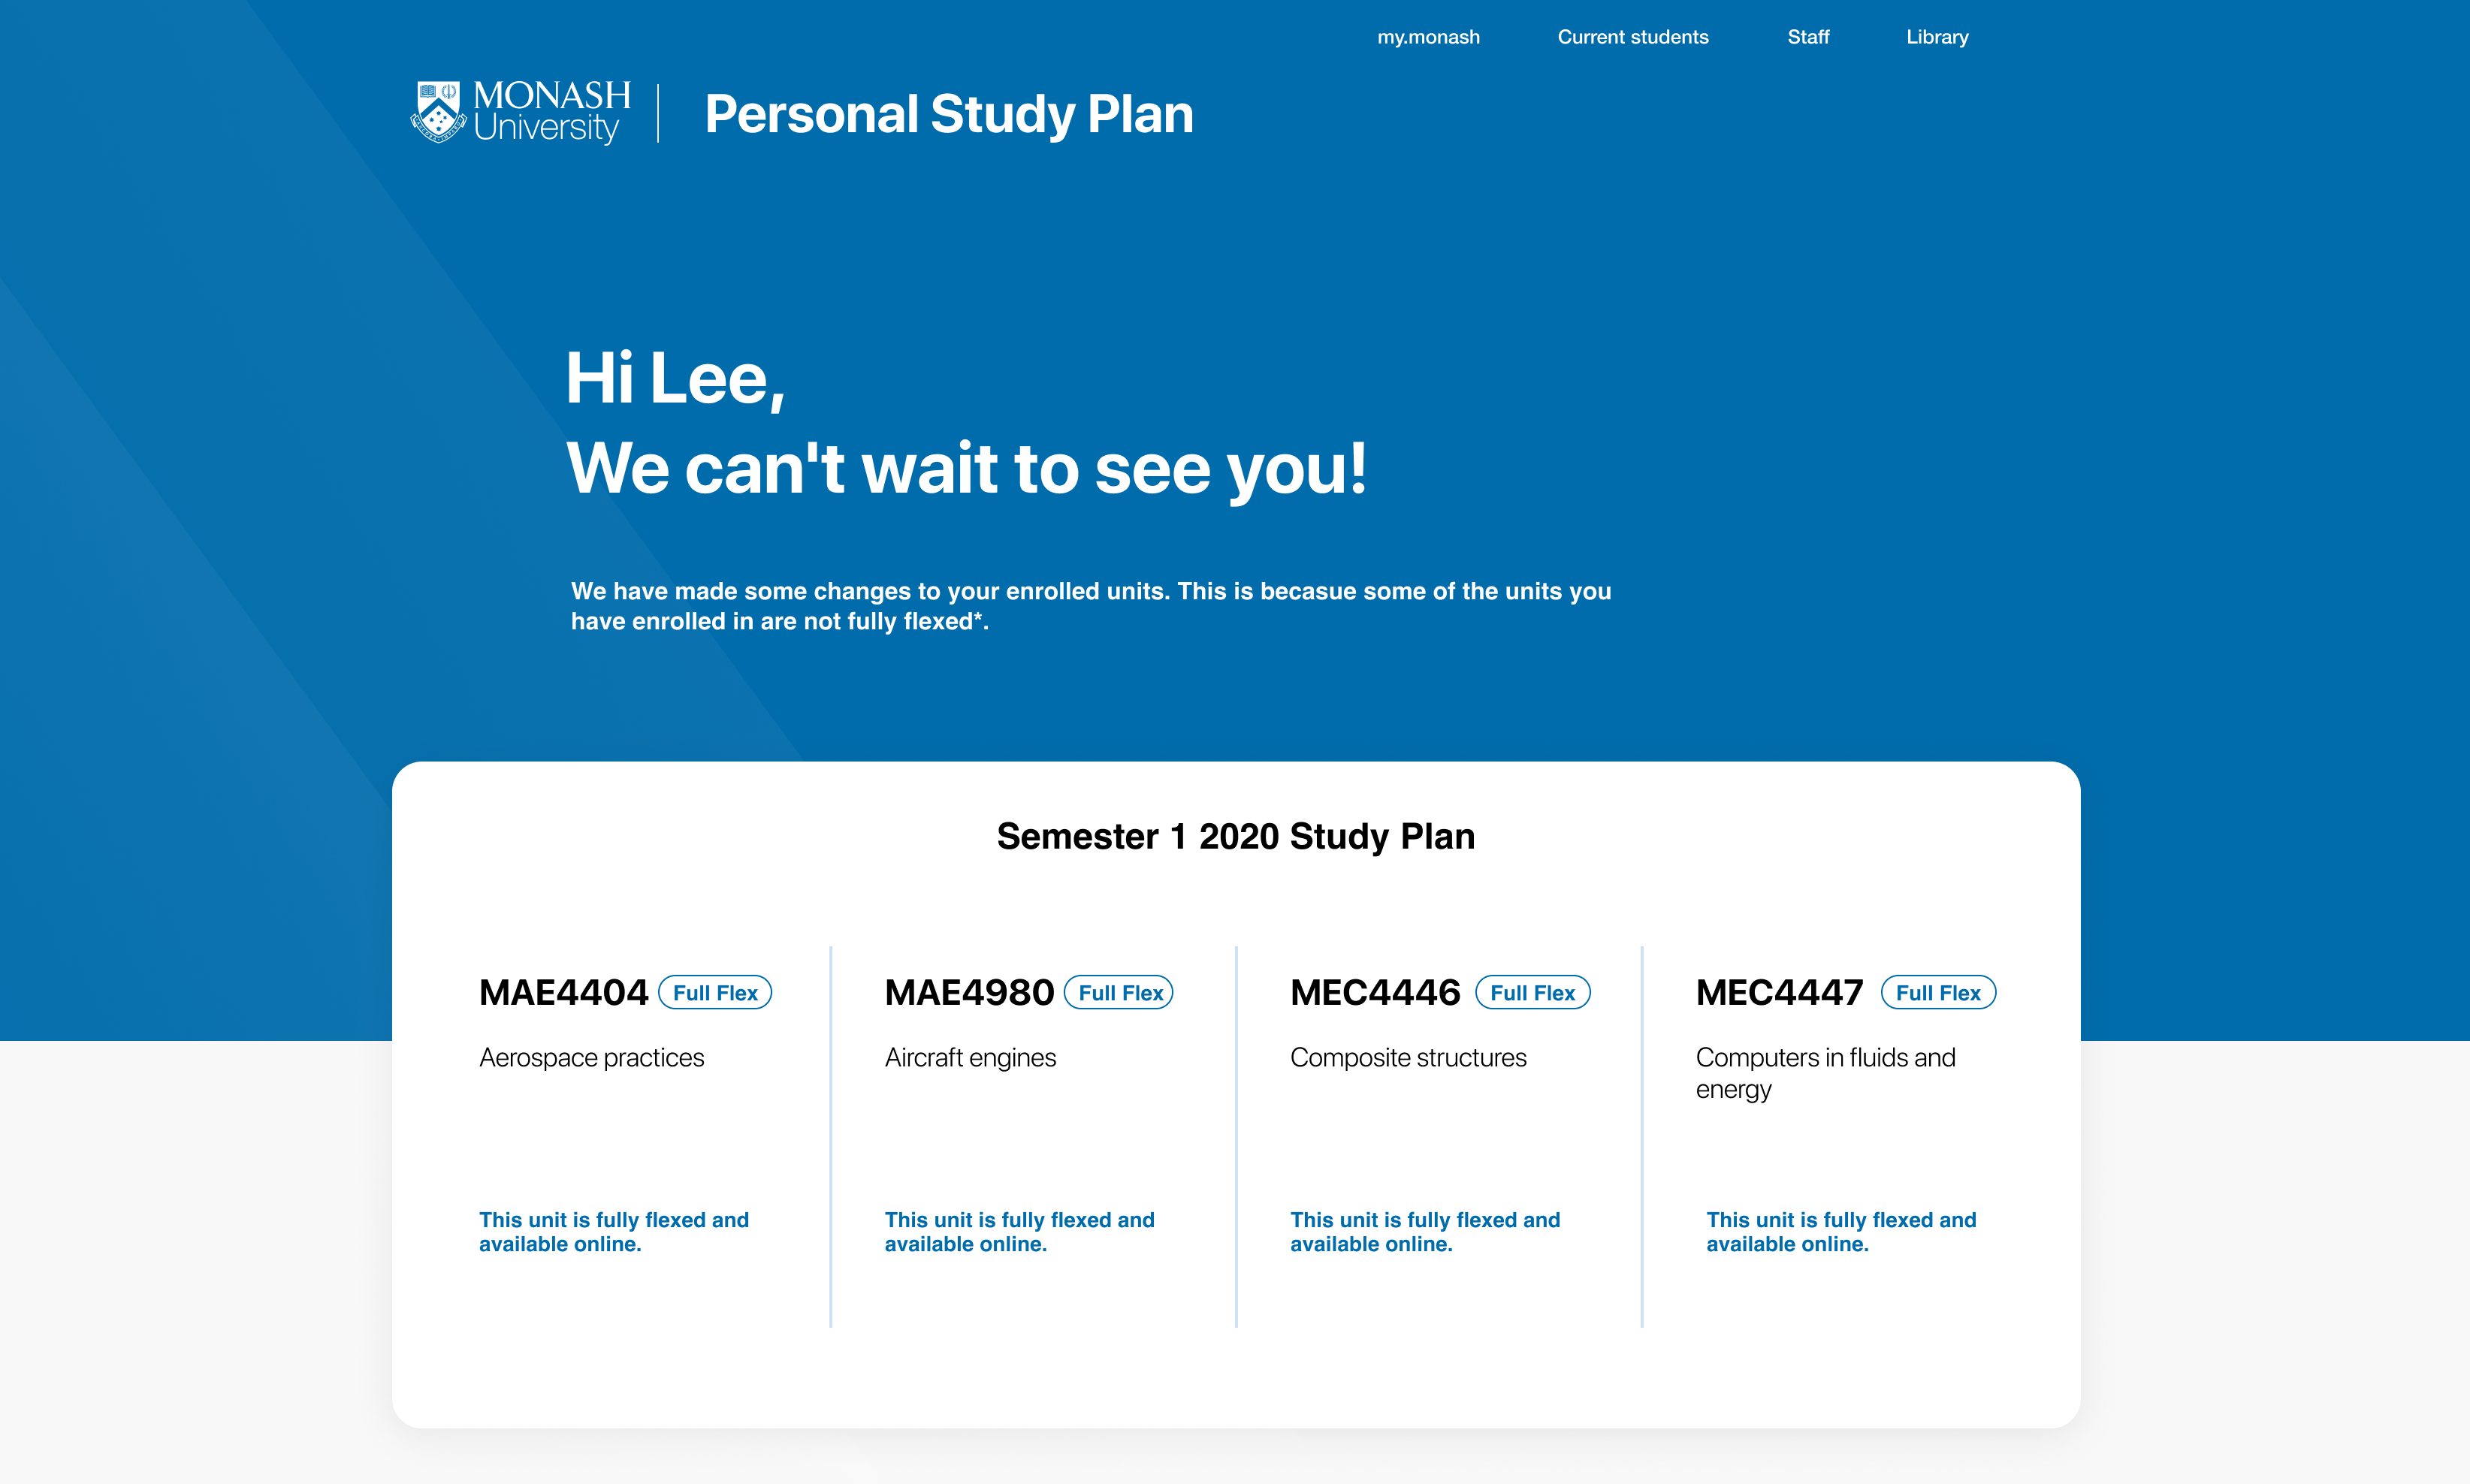 my.monash Current students Staff Library
MONASH
University
Personal Study Plan
Hi Lee,
We can't wait to see you!
We have made some changes to your enrolled units. This is becasue some of the units you
have enrolled in are not fully flexed*.
Semester 1 2020 Study Plan
MAE4404 Full Flex
Aerospace practices
This unit is fully flexed and
available online.
MAE4980 Full Flex
Aircraft engines
This unit is fully flexed and
available online.
MEC4446 Full Flex
Composite structures
This unit is fully flexed and
available online.
MEC4447 Full Flex
Computers in fluids and
energy
This unit is fully flexed and
available online.